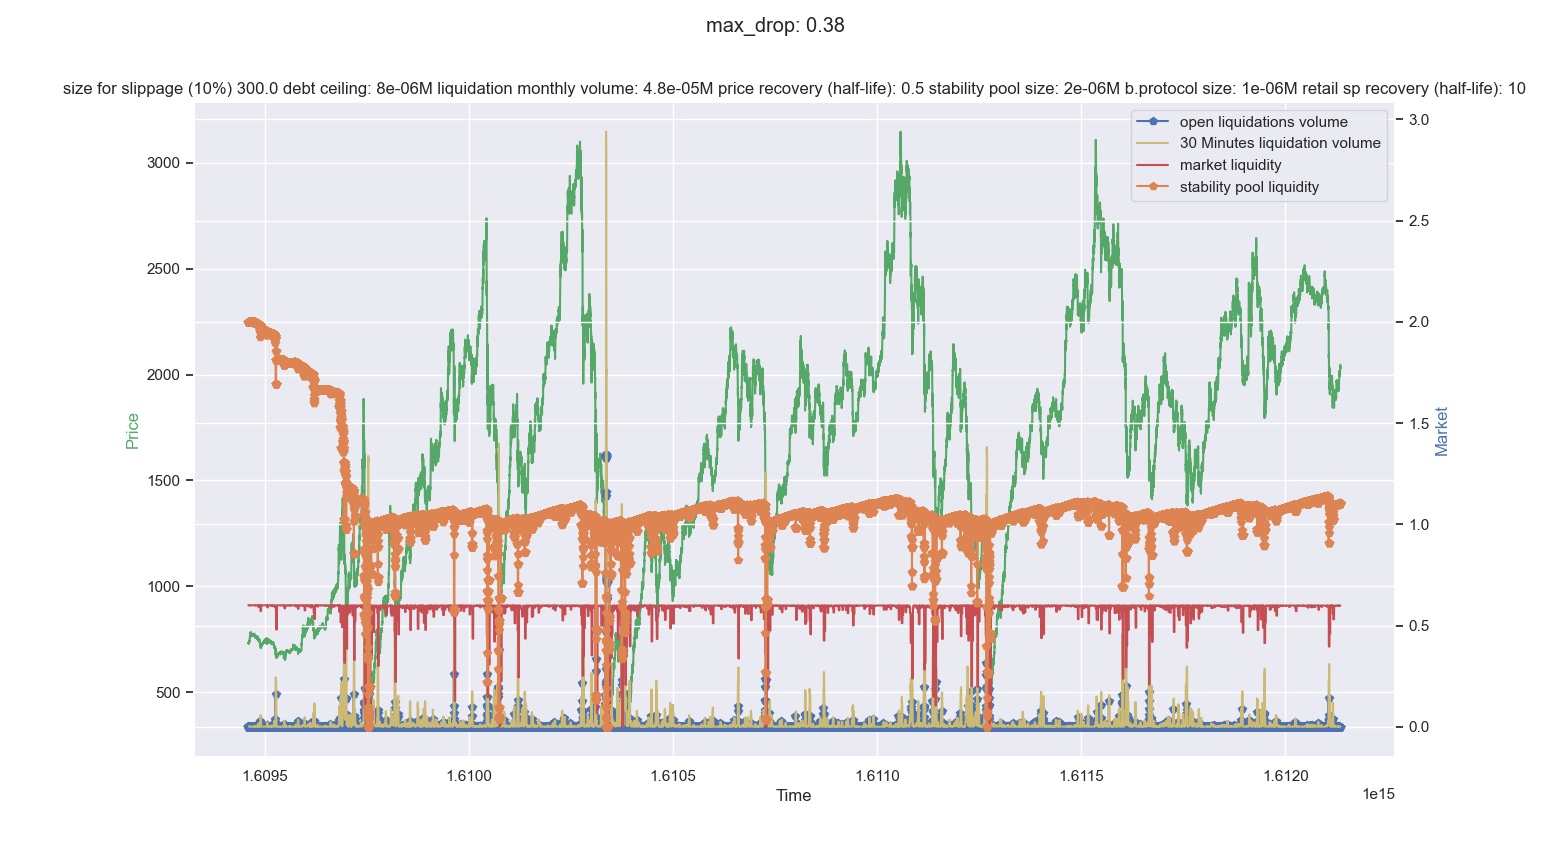 max_drop: 0.38
size for slippage (10%) 300.0 debt ceiling: 8e-06M liquidation monthly volume: 4.8e-05M price recovery (half-life): 0.5 stability pool size: 2e-06M b.protocol size: 1e-06M retail sp recovery (half-life): 10
open liquidations volume
30 Minutes liquidation volume
market liquidity
stability pool liquidity
3000
2500
2000
1500
1000
500
Price
3.0
2.5
2.0
1.5
1.0
0.5
0.0
Market
1.6095
1.6100
1.6105
1.6110
1.6115
1.6120
1e15
Time